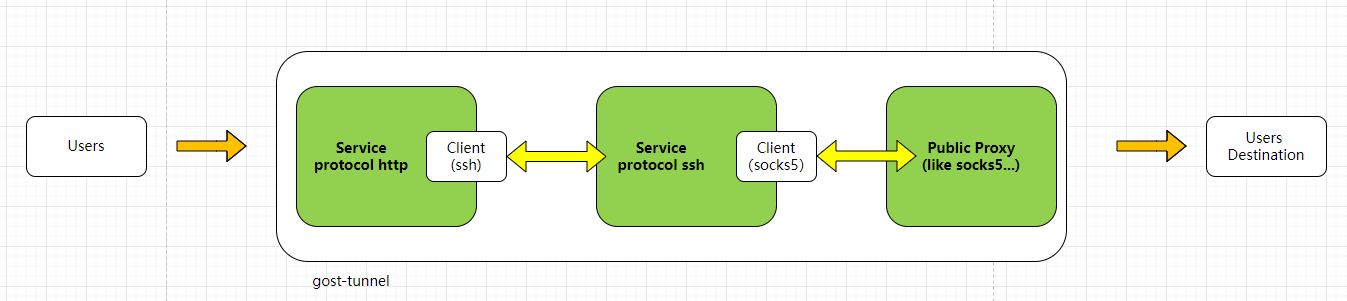 Users
Service
protocol http
Client
(ssh)
Service
protocol ssh
Client
(socks5)
Public Proxy
(like socks5...)
Users
Destination
gost-tunnel